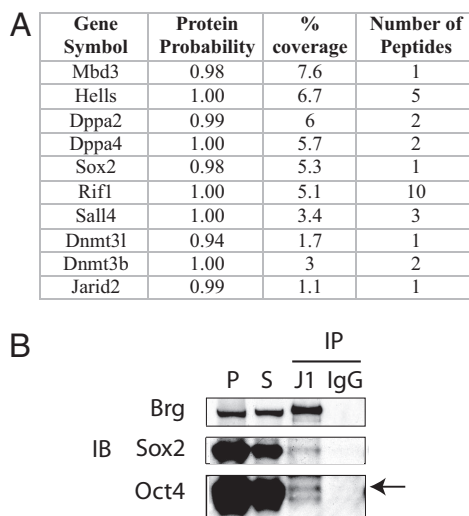 A
Gene Symbol Protein Probability % coverage Number of Peptides
Mbd3 0.98 7.6 1
Hells 1.00 6.7 5
Dppa2 0.99 6 2
Dppa4 1.00 5.7 2
Sox2 0.98 5.3 1
Rif1 1.00 5.1 10
Sall4 1.00 3.4 3
Dnmt3l 0.94 1.7 1
Dnmt3b 1.00 3 2
Jarid2 0.99 1.1 1
B
IP
P S J1 IgG
Brg
IB Sox2
Oct4